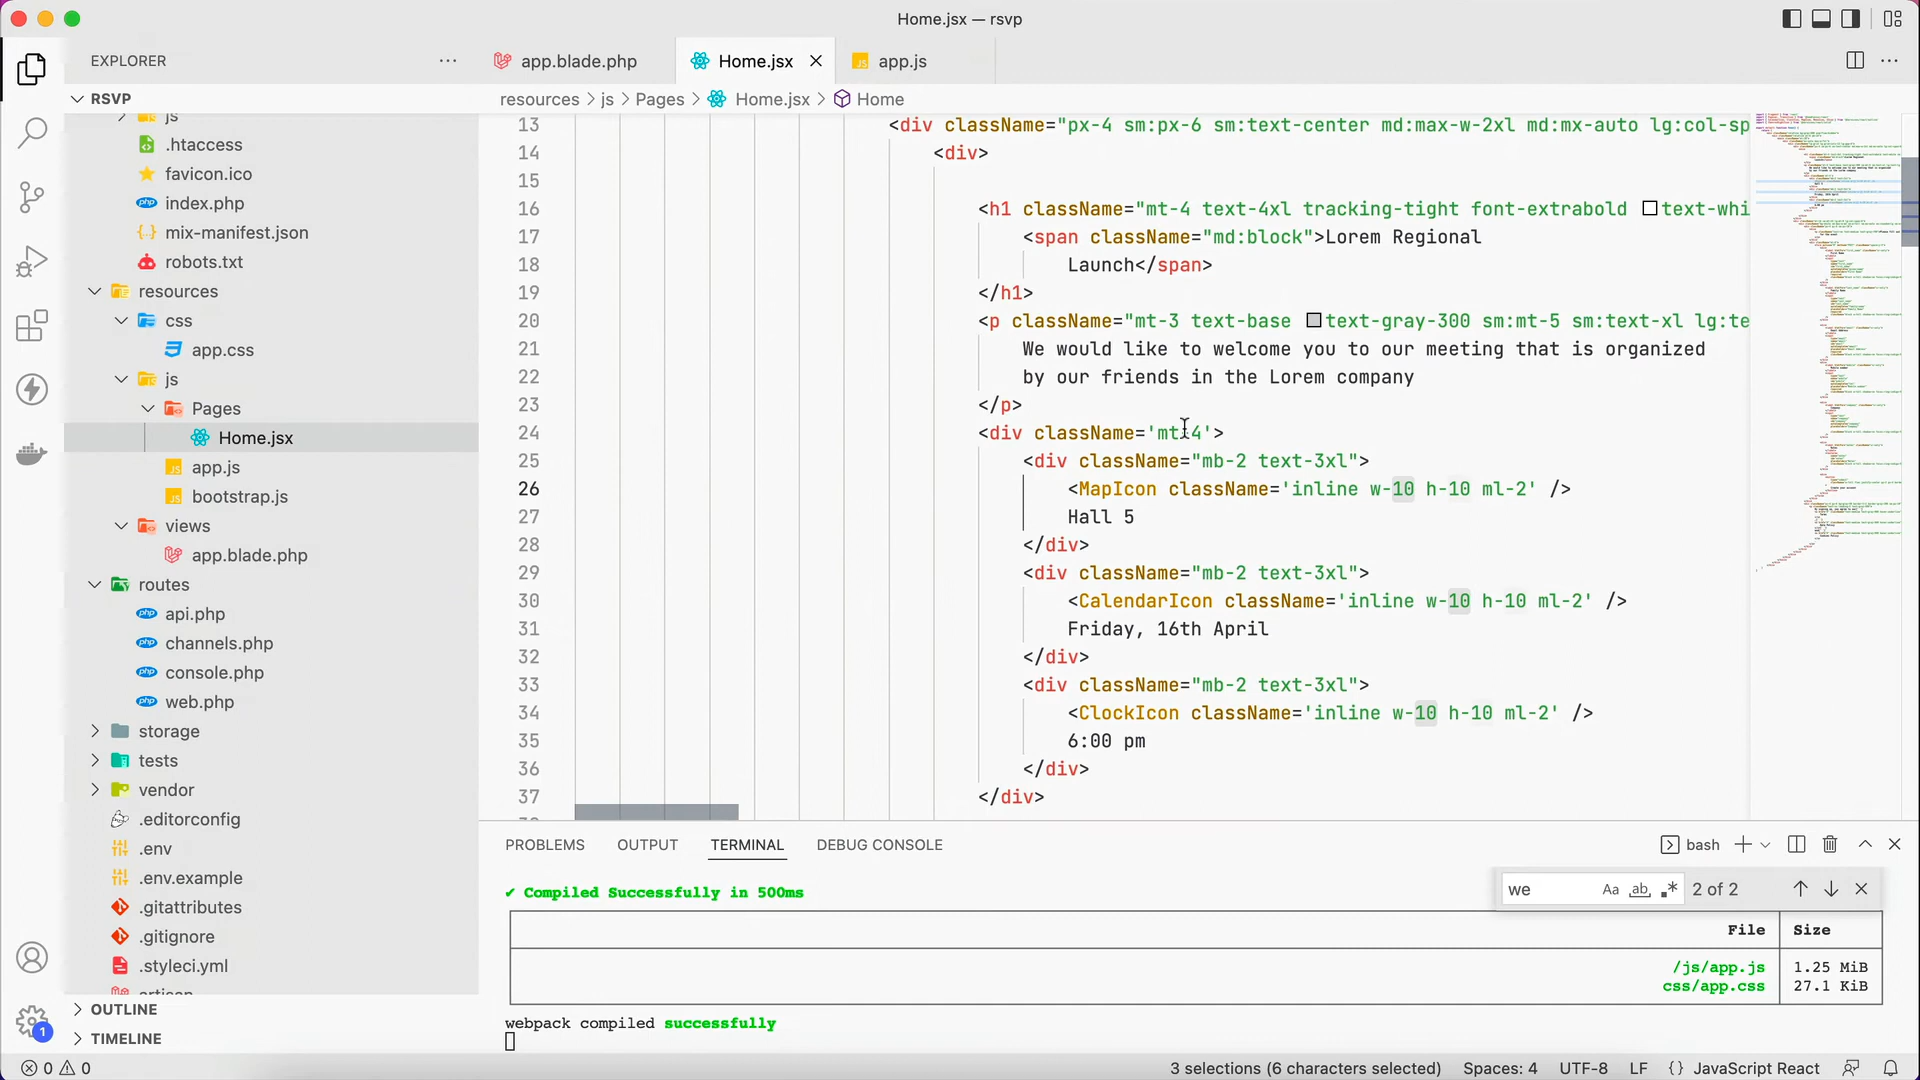 Home.jsx — rsvp
EXPLORER
app.blade.php
Home.jsx
app.js
RSVP
resources > js > Pages > Home.jsx > Home
js
.htaccess
favicon.ico
index.php
mix-manifest.json
robots.txt
resources
css
app.css
js
Pages
Home.jsx
app.js
bootstrap.js
views
app.blade.php
routes
api.php
channels.php
console.php
web.php
storage
tests
vendor
.editorconfig
.env
.env.example
.gitattributes
.gitignore
.styleci.yml
artisan
OUTLINE
TIMELINE
13 <div className="px-4 sm:px-6 sm:text-center md:max-w-2xl md:mx-auto lg:col-sp
14 <div>
15
16 <h1 className="mt-4 text-4xl tracking-tight font-extrabold text-whi
17 <span className="md:block">Lorem Regional
18 Launch</span>
19 </h1>
20 <p className="mt-3 text-base text-gray-300 sm:mt-5 sm:text-xl lg:te
21 We would like to welcome you to our meeting that is organized
22 by our friends in the Lorem company
23 </p>
24 <div className='mt-4'>
25 <div className="mb-2 text-3xl">
26 <MapIcon className='inline w-10 h-10 ml-2' />
27 Hall 5
28 </div>
29 <div className="mb-2 text-3xl">
30 <CalendarIcon className='inline w-10 h-10 ml-2' />
31 Friday, 16th April
32 </div>
33 <div className="mb-2 text-3xl">
34 <ClockIcon className='inline w-10 h-10 ml-2' />
35 6:00 pm
36 </div>
37 </div>
PROBLEMS OUTPUT TERMINAL DEBUG CONSOLE
bash
we Aa ab 2 of 2
✔ Compiled Successfully in 500ms
File Size
/js/app.js 1.25 MiB
css/app.css 27.1 KiB
webpack compiled successfully
1
0 0
3 selections (6 characters selected) Spaces: 4 UTF-8 LF {} JavaScript React